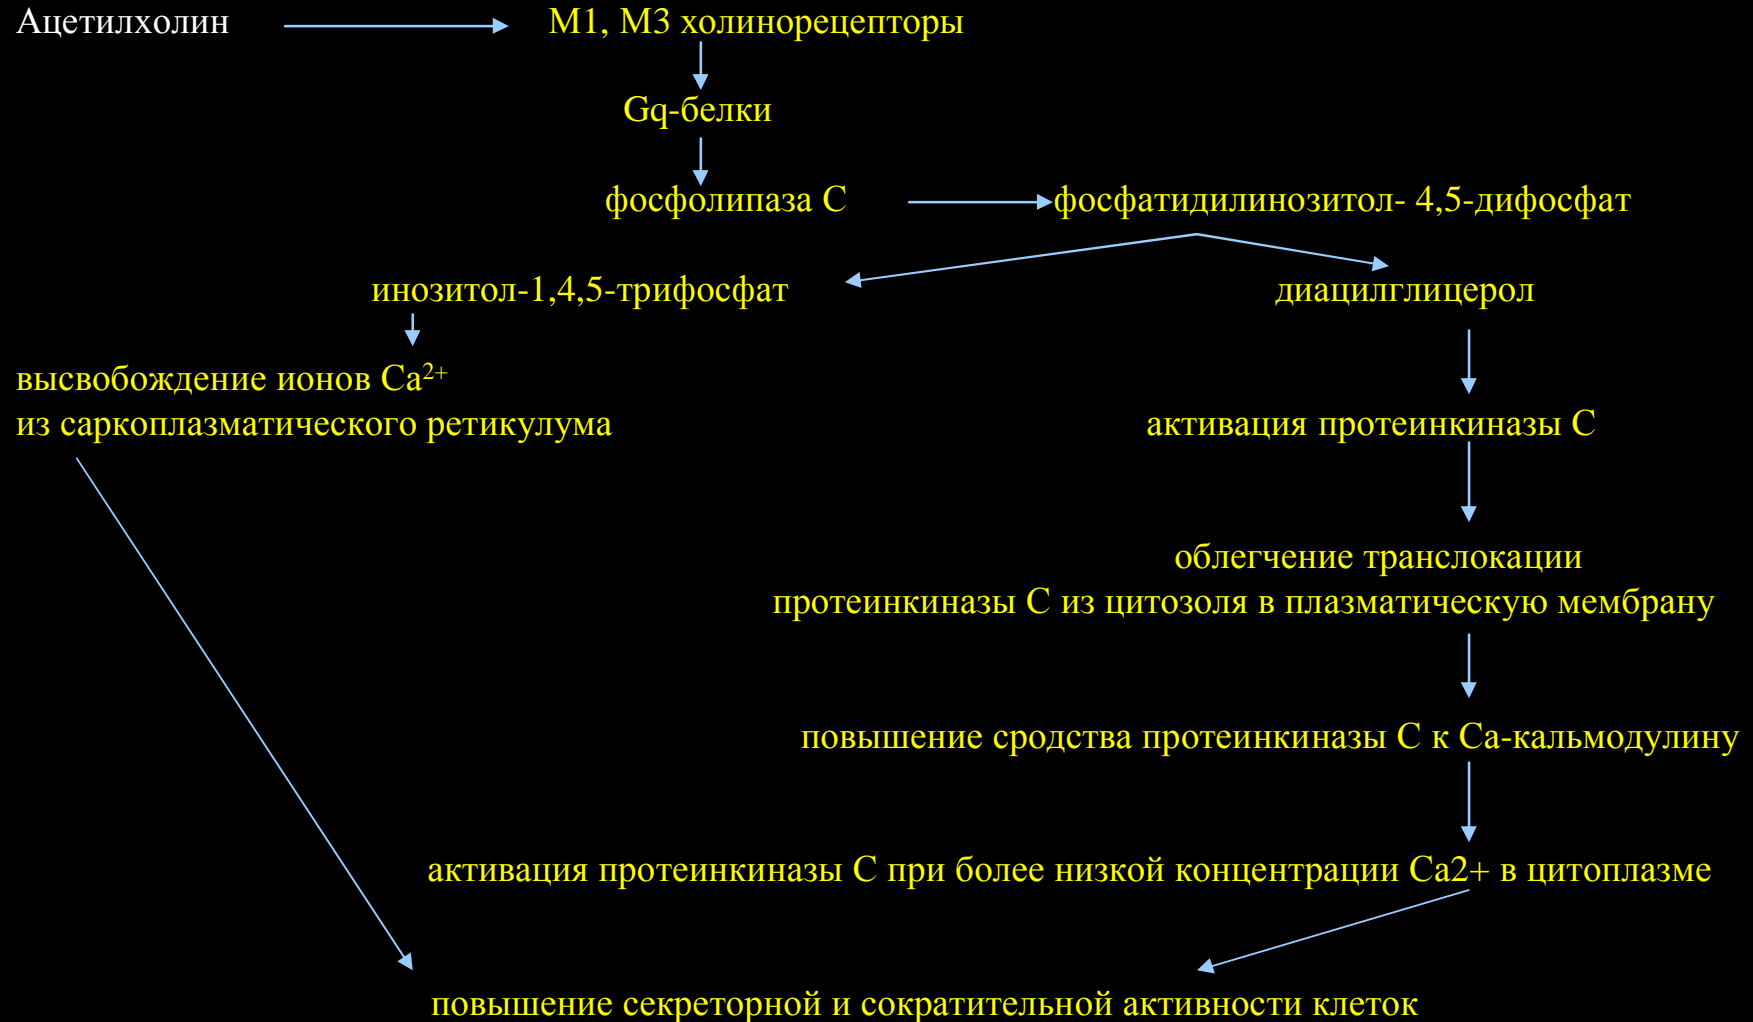 Ацетилхолин
М1, М3 холинорецепторы
Gq-белки
фосфолипаза С
фосфатидилинозитол- 4,5-дифосфат
инозитол-1,4,5-трифосфат
диацилглицерол
высвобождение ионов Са²⁺
из саркоплазматического ретикулума
активация протеинкиназы С
облегчение транслокации
протеинкиназы С из цитозоля в плазматическую мембрану
повышение сродства протеинкиназы С к Са-кальмодулину
активация протеинкиназы С при более низкой концентрации Са2+ в цитоплазме
повышение секреторной и сократительной активности клеток